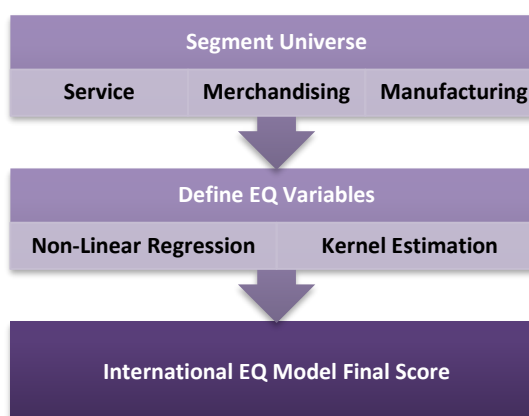 Segment Universe
Service Merchandising Manufacturing
Define EQ Variables
Non-Linear Regression Kernel Estimation
International EQ Model Final Score